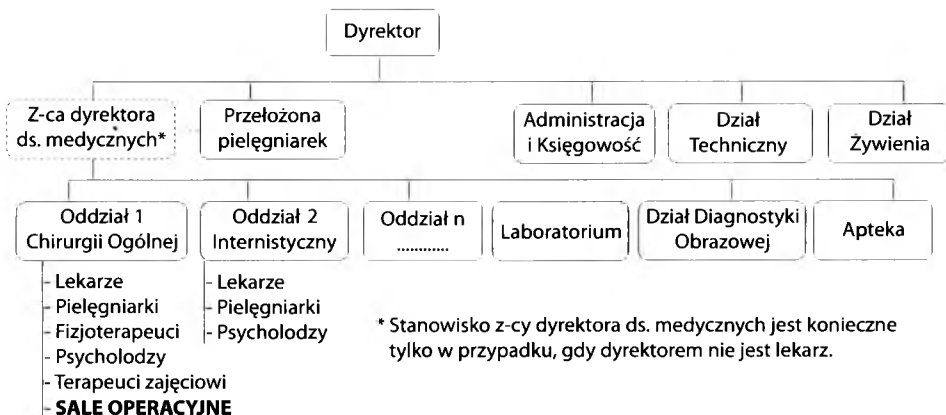 Dyrektor
Z-ca dyrektora
ds. medycznych*
Przełożona
pielęgniarek
Administracja
i Księgowość
Dział
Techniczny
Dział
Żywienia
Oddział 1
Chirurgii Ogólnej
Oddział 2
Internistyczny
Oddział n
............
Laboratorium
Dział Diagnostyki
Obrazowej
Apteka
- Lekarze
- Pielęgniarki
- Fizjoterapeuci
- Psycholodzy
- Terapeuci zajęciowi
- SALE OPERACYJNE
- Lekarze
- Pielęgniarki
- Psycholodzy
* Stanowisko z-cy dyrektora ds. medycznych jest konieczne
tylko w przypadku, gdy dyrektorem nie jest lekarz.